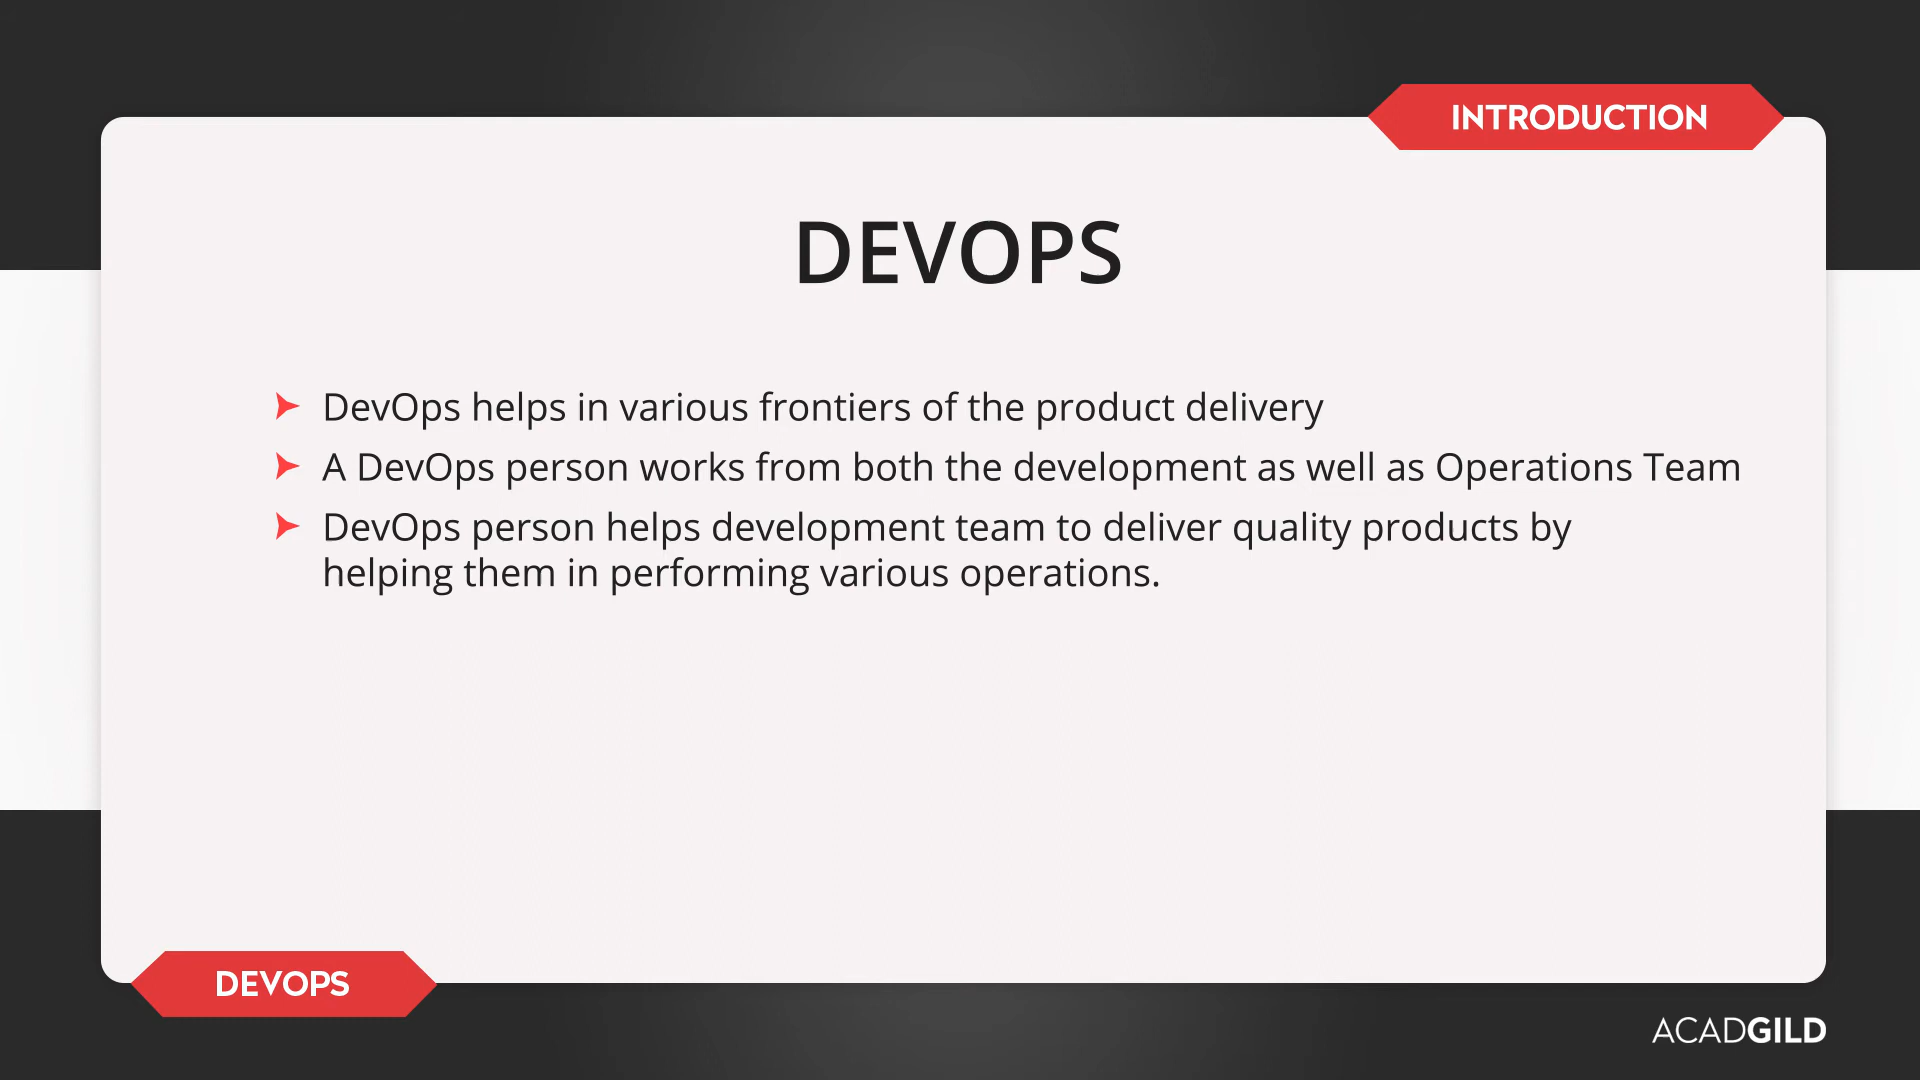 INTRODUCTION
DEVOPS
DevOps helps in various frontiers of the product delivery
A DevOps person works from both the development as well as Operations Team
DevOps person helps development team to deliver quality products by
helping them in performing various operations.
DEVOPS
ACADGILD